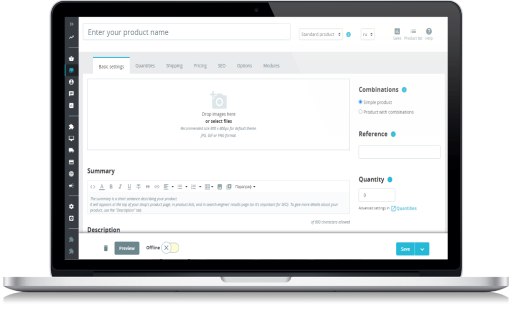 Enter your product name
Standard product
Sales Product list Help
Basic settings Quantities Shipping Pricing SEO Options Modules
Drop images here
or select files
Recommended size 800 x 800px for default theme
JPG, GIF or PNG format.
Combinations
Simple product
Product with combinations
Reference
Quantity
0
Advanced settings in Quantities
Summary
Paragraph
The summary is a short sentence describing your product.
It will appears at the top of your shop's product page, in product lists, and in search engines' results page (so it's important for SEO). To give more details about your
product, use the "Description" tab.
of 800 characters allowed
Description
Preview Offline
Save